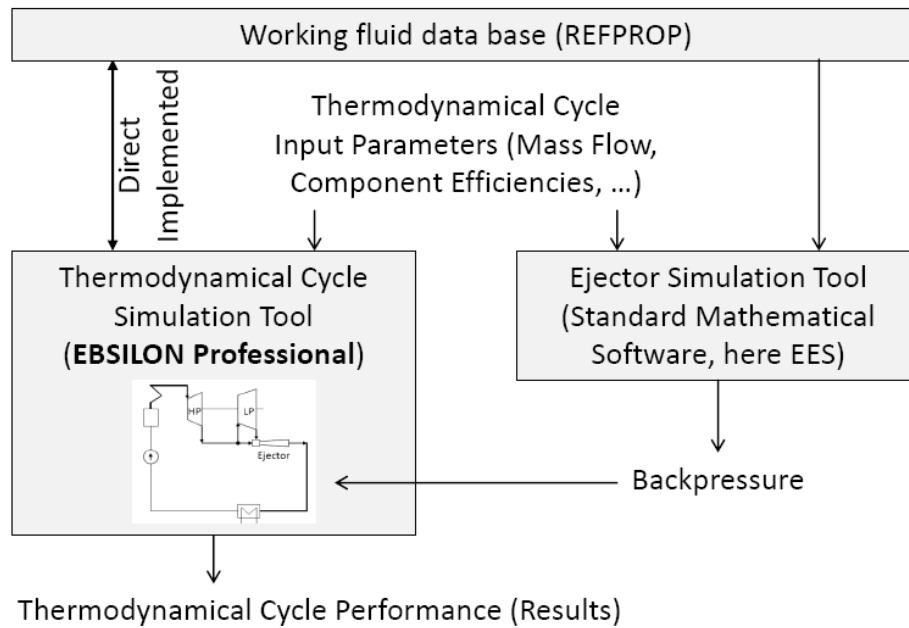 Working fluid data base (REFPROP)
Direct
Implemented
Thermodynamical Cycle
Input Parameters (Mass Flow,
Component Efficiencies, ...)
Thermodynamical Cycle
Simulation Tool
(EBSILON Professional)
HP
LP
Ejector
Ejector Simulation Tool
(Standard Mathematical
Software, here EES)
Backpressure
Thermodynamical Cycle Performance (Results)